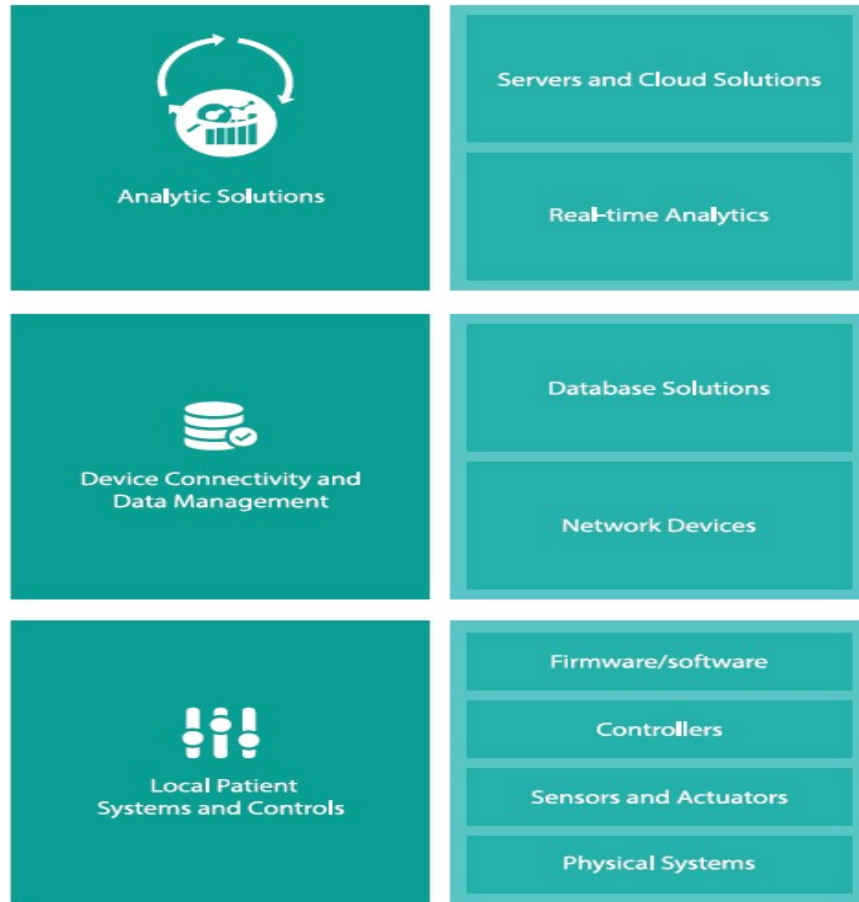 Analytic Solutions
Servers and Cloud Solutions
Real-time Analytics
Device Connectivity and
Data Management
Database Solutions
Network Devices
Local Patient
Systems and Controls
Firmware/software
Controllers
Sensors and Actuators
Physical Systems